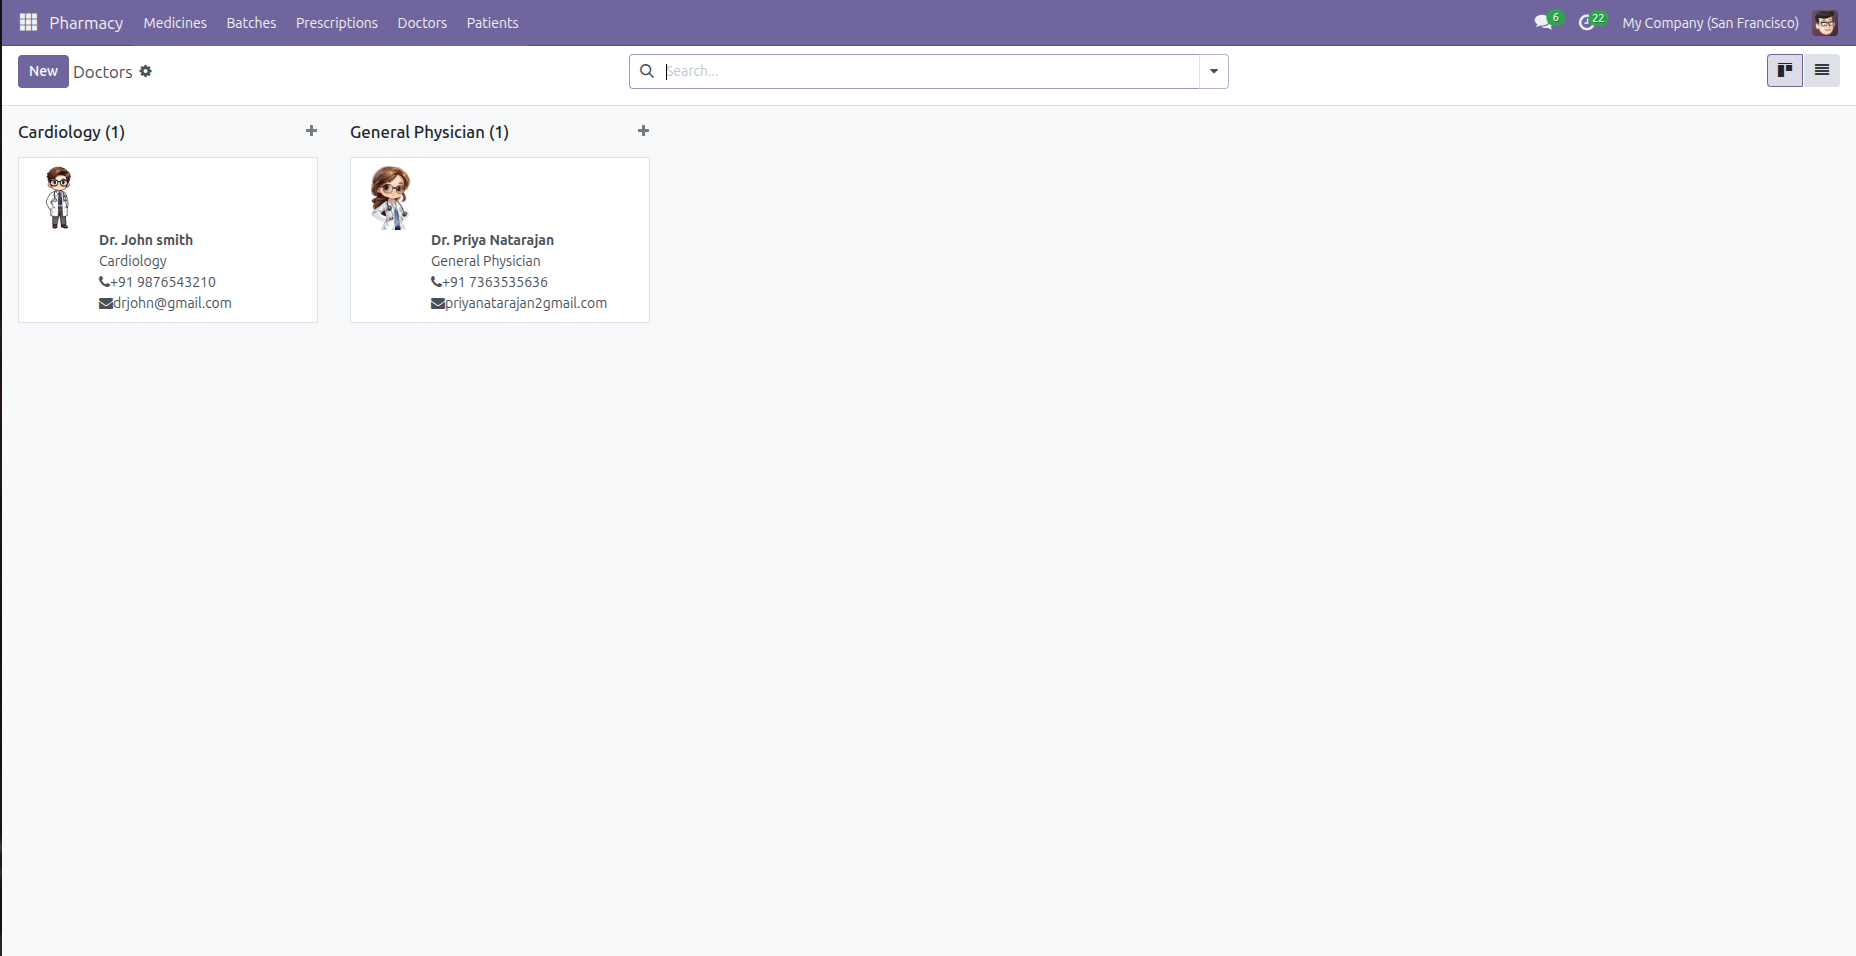 Pharmacy Medicines Batches Prescriptions Doctors Patients 6 22 My Company (San Francisco)
New Doctors Search...
Cardiology (1)
Dr. John smith
Cardiology
+91 9876543210
drjohn@gmail.com
General Physician (1)
Dr. Priya Natarajan
General Physician
+91 7363535636
priyanatarajan2gmail.com